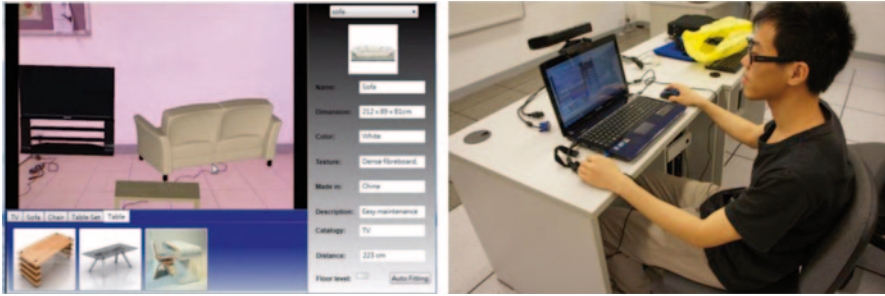 sofa
Name: Sofa
Dimension: 212 x 89 x 81cm
Color: White
Texture: Dense fibreboard.
Made in: China
Description: Easy maintenance
Catalogy: TV
Distance: 223 cm
Floor level: Auto Fitting
TV Sofa Chair Table Set Table